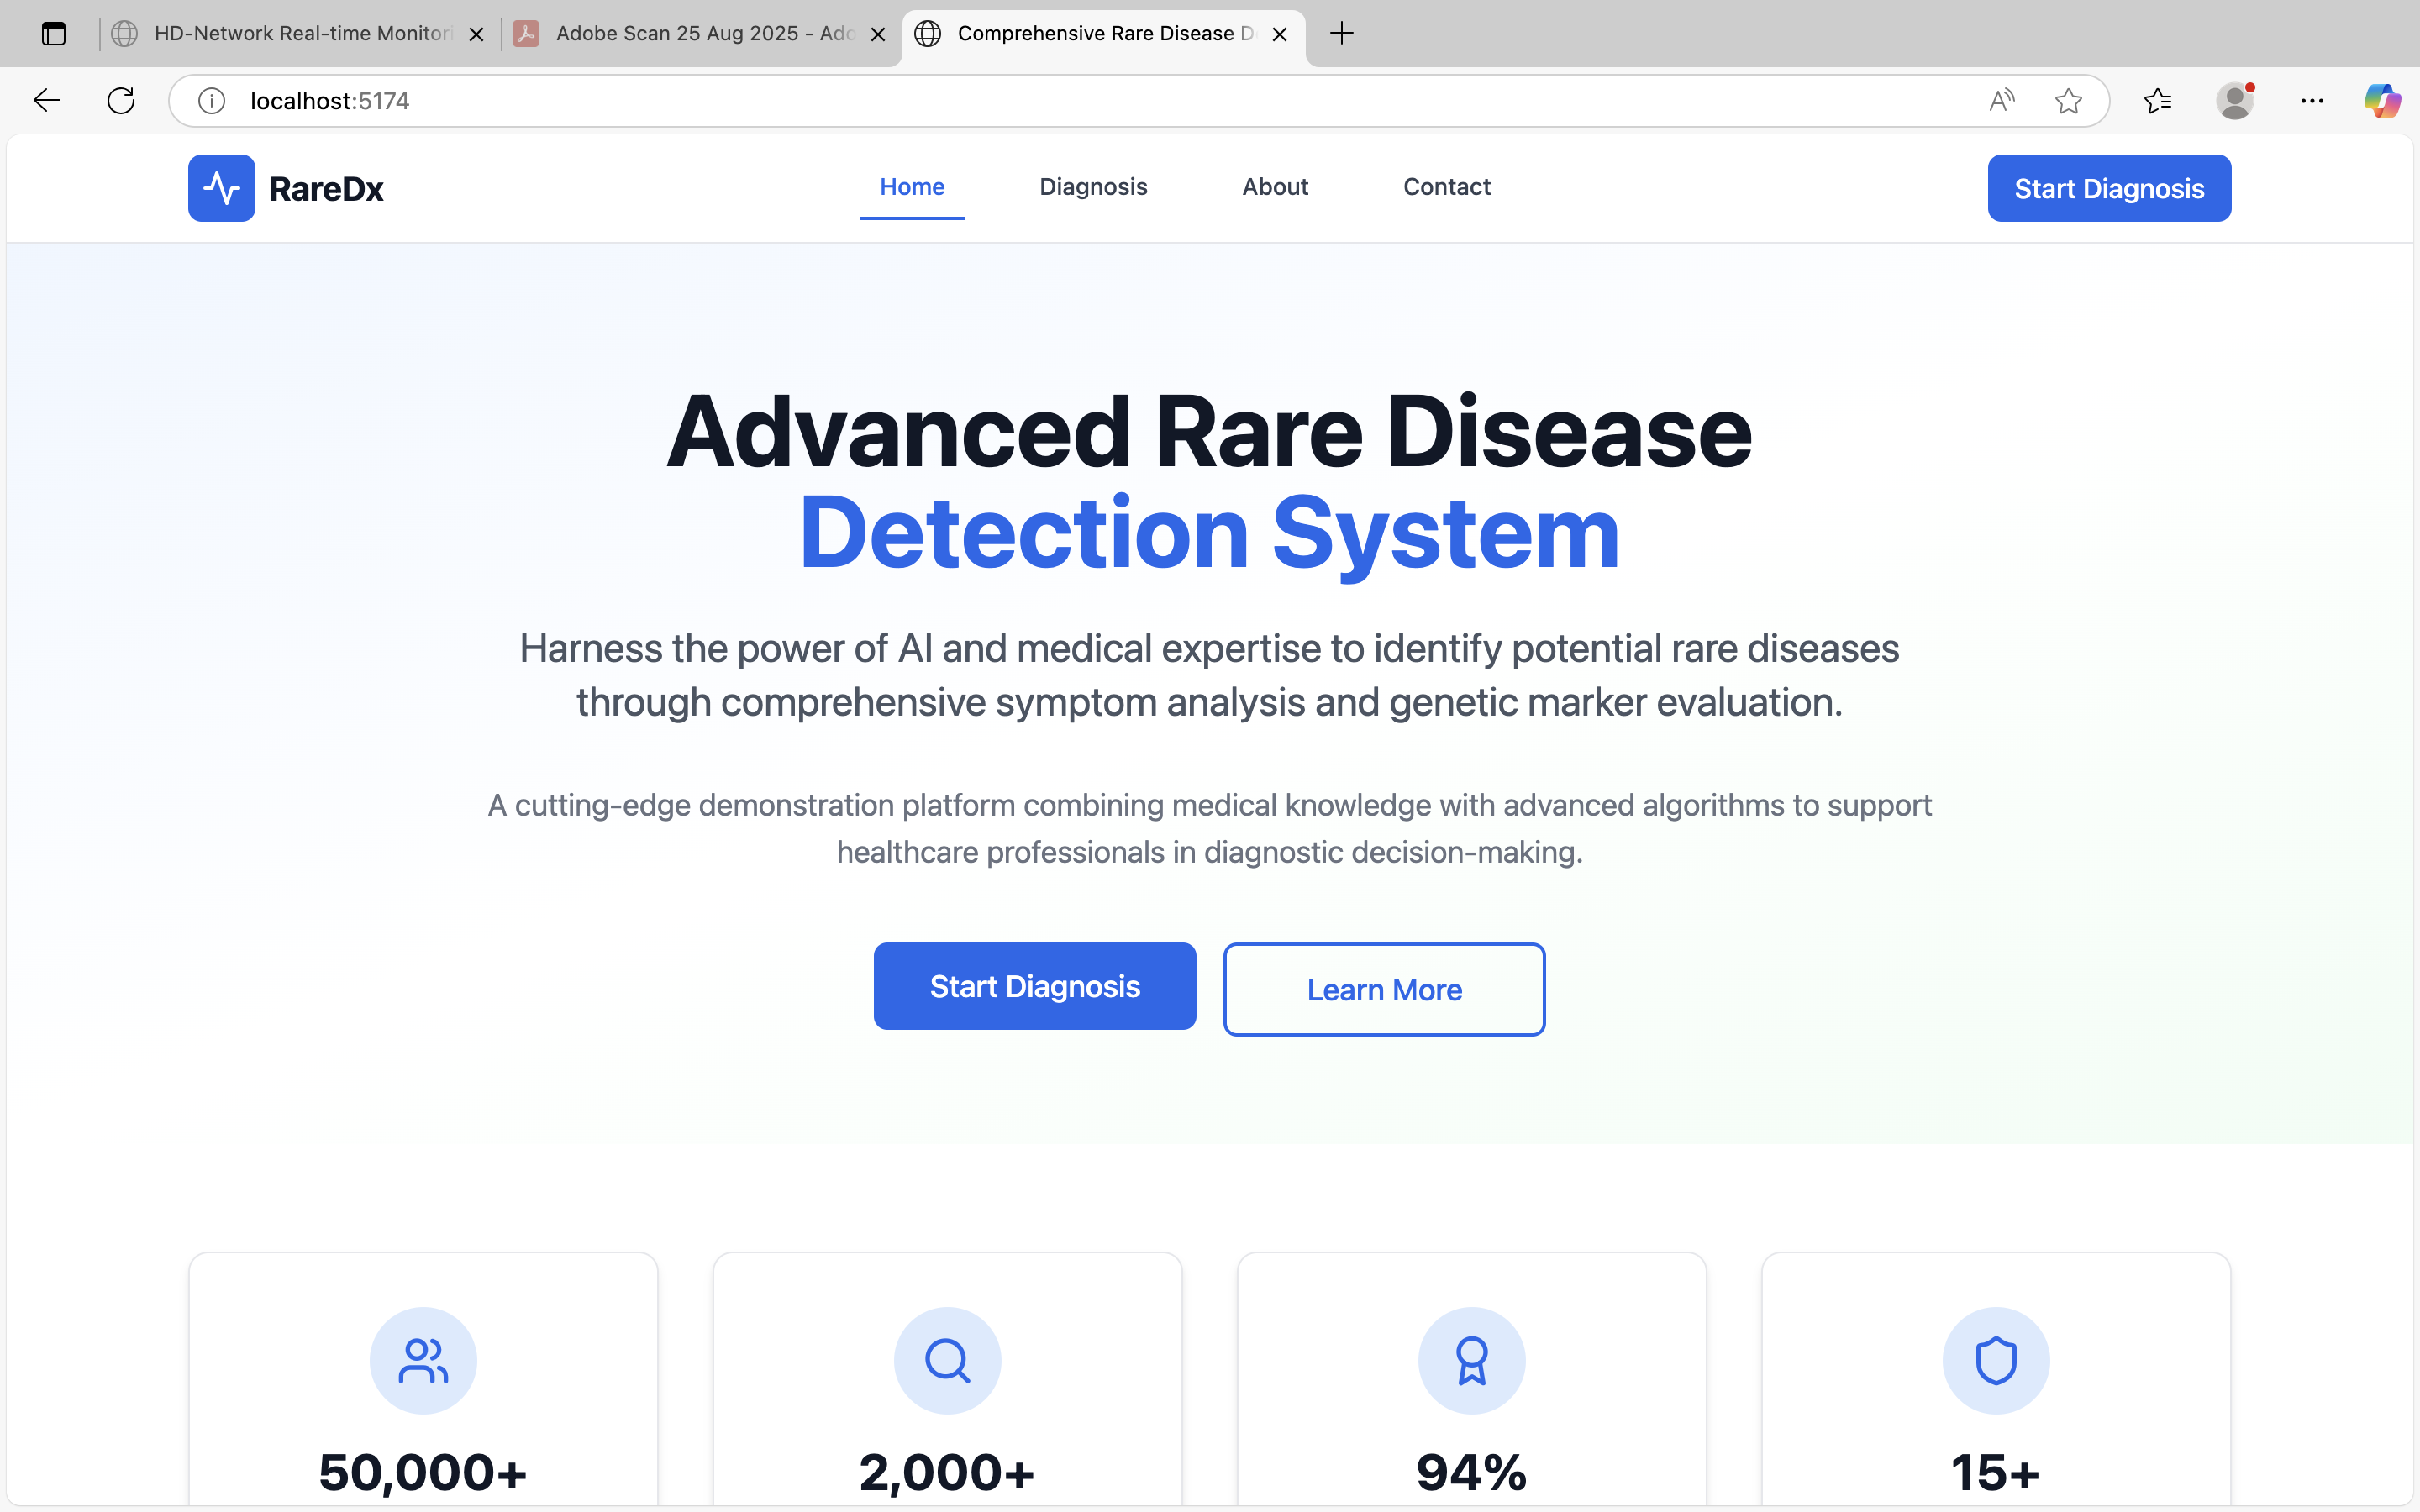 HD-Network Real-time Monitori
Adobe Scan 25 Aug 2025 - Ado
Comprehensive Rare Disease D
localhost:5174
RareDx
Home
Diagnosis
About
Contact
Start Diagnosis
Advanced Rare Disease
Detection System
Harness the power of AI and medical expertise to identify potential rare diseases
through comprehensive symptom analysis and genetic marker evaluation.
A cutting-edge demonstration platform combining medical knowledge with advanced algorithms to support
healthcare professionals in diagnostic decision-making.
Start Diagnosis
Learn More
50,000+
2,000+
94%
15+